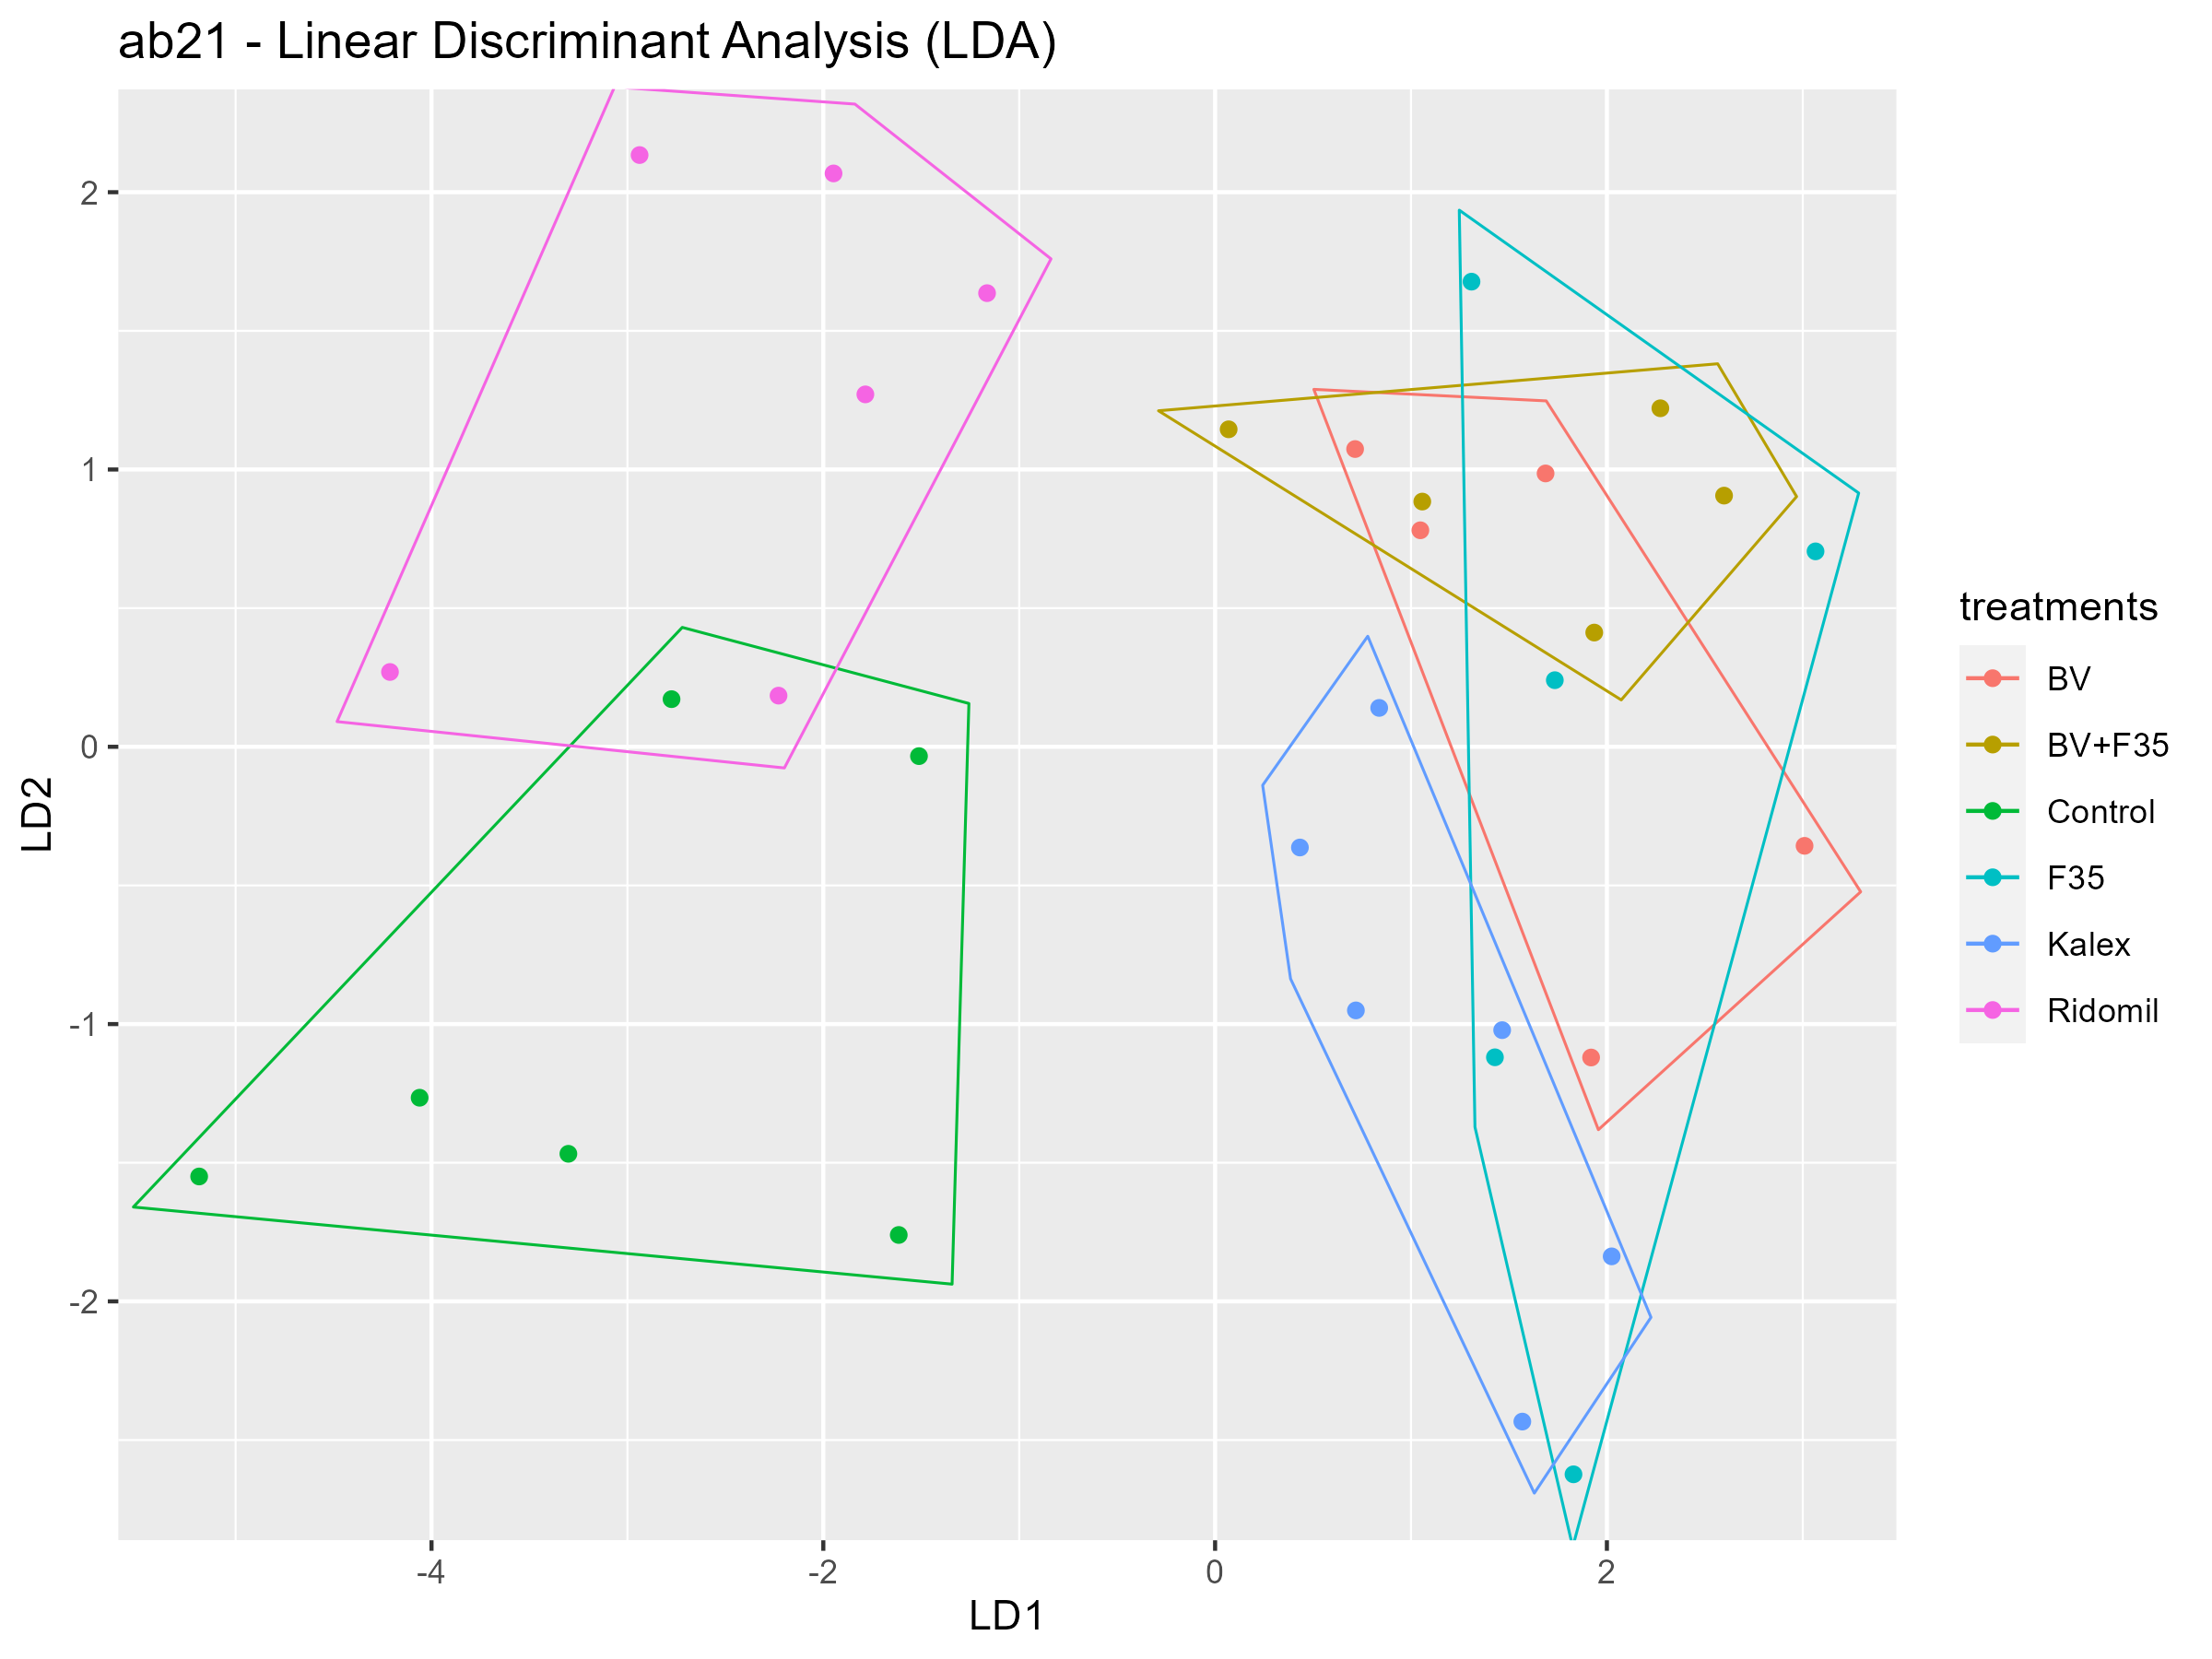 ab21 - Linear Discriminant Analysis (LDA)
2
1
0
-1
-2
LD2
-4
-2
0
2
LD1
treatments
BV
BV+F35
Control
F35
Kalex
Ridomil